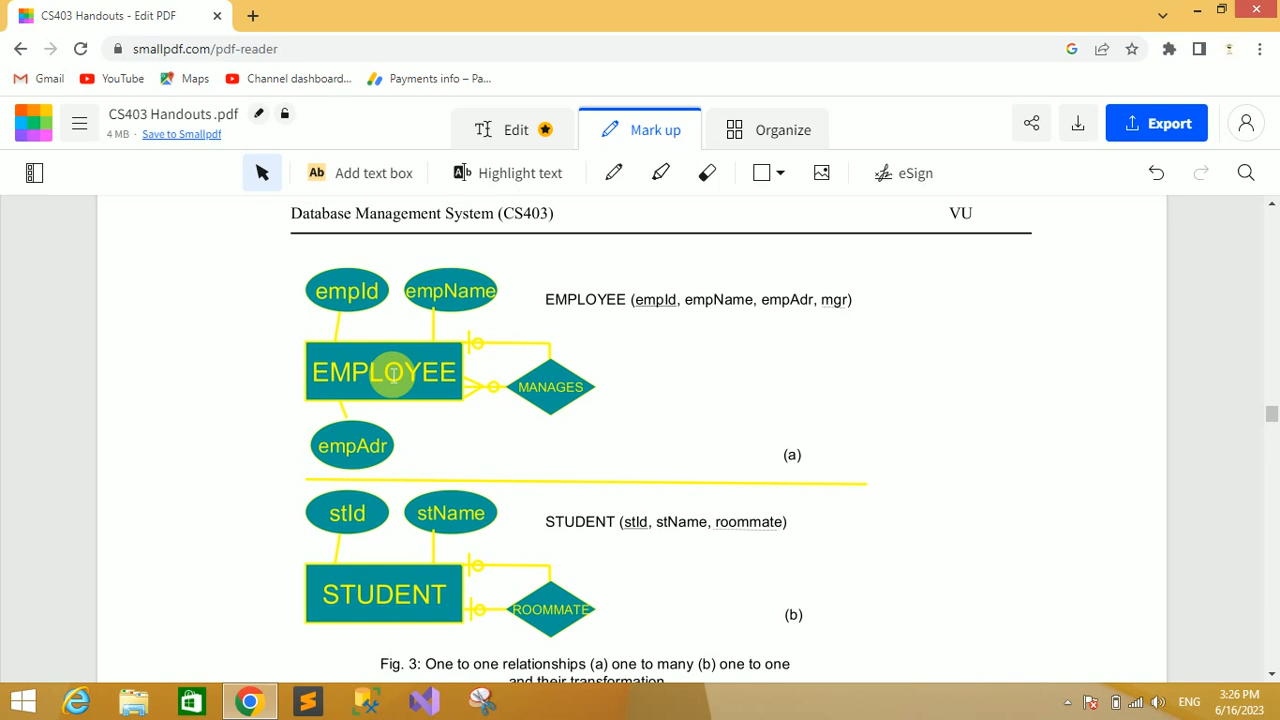 CS403 Handouts - Edit PDF
smallpdf.com/pdf-reader
Gmail YouTube Maps Channel dashboard... Payments info – Pa...
CS403 Handouts .pdf
4 MB Save to Smallpdf
Edit Mark up Organize Export
Ab Add text box Highlight text eSign
Database Management System (CS403) VU
empId empName EMPLOYEE (empId, empName, empAdr, mgr)
EMPLOYEE MANAGES
empAdr (a)
stId stName STUDENT (stId, stName, roommate)
STUDENT ROOMMATE (b)
Fig. 3: One to one relationships (a) one to many (b) one to one
and their transformation
ENG
3:26 PM
6/16/2023